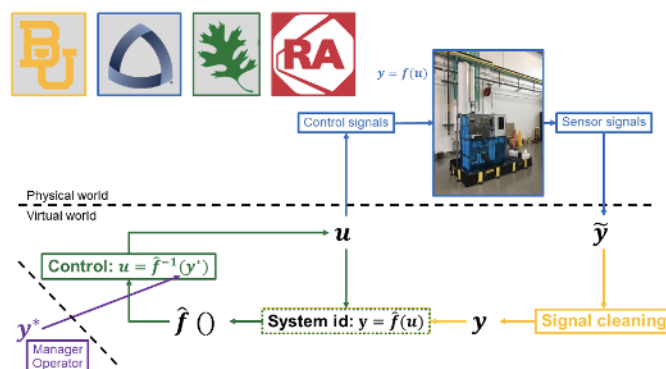 BU
RA
y = f(u)
Control signals
Sensor signals
Physical world
Virtual world
u
ỹ
Control: u = f̂⁻¹(y*)
y*
Manager
Operator
f̂ ()
System id: y = f̂(u)
y
Signal cleaning